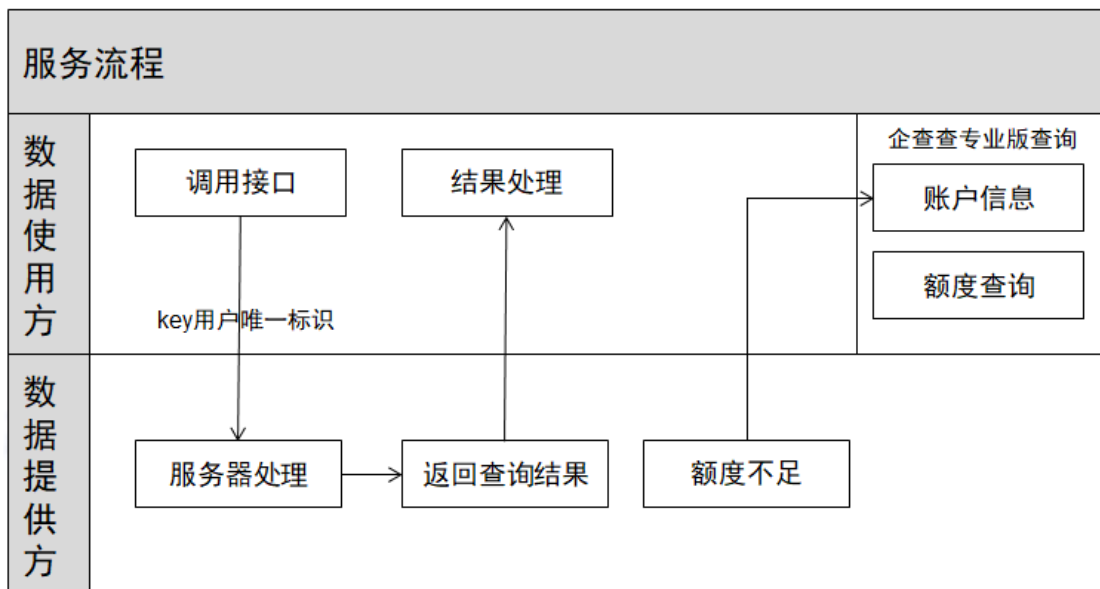 服务流程
数据使用方
调用接口
结果处理
企查查专业版查询
账户信息
额度查询
key用户唯一标识
数据提供方
服务器处理
返回查询结果
额度不足